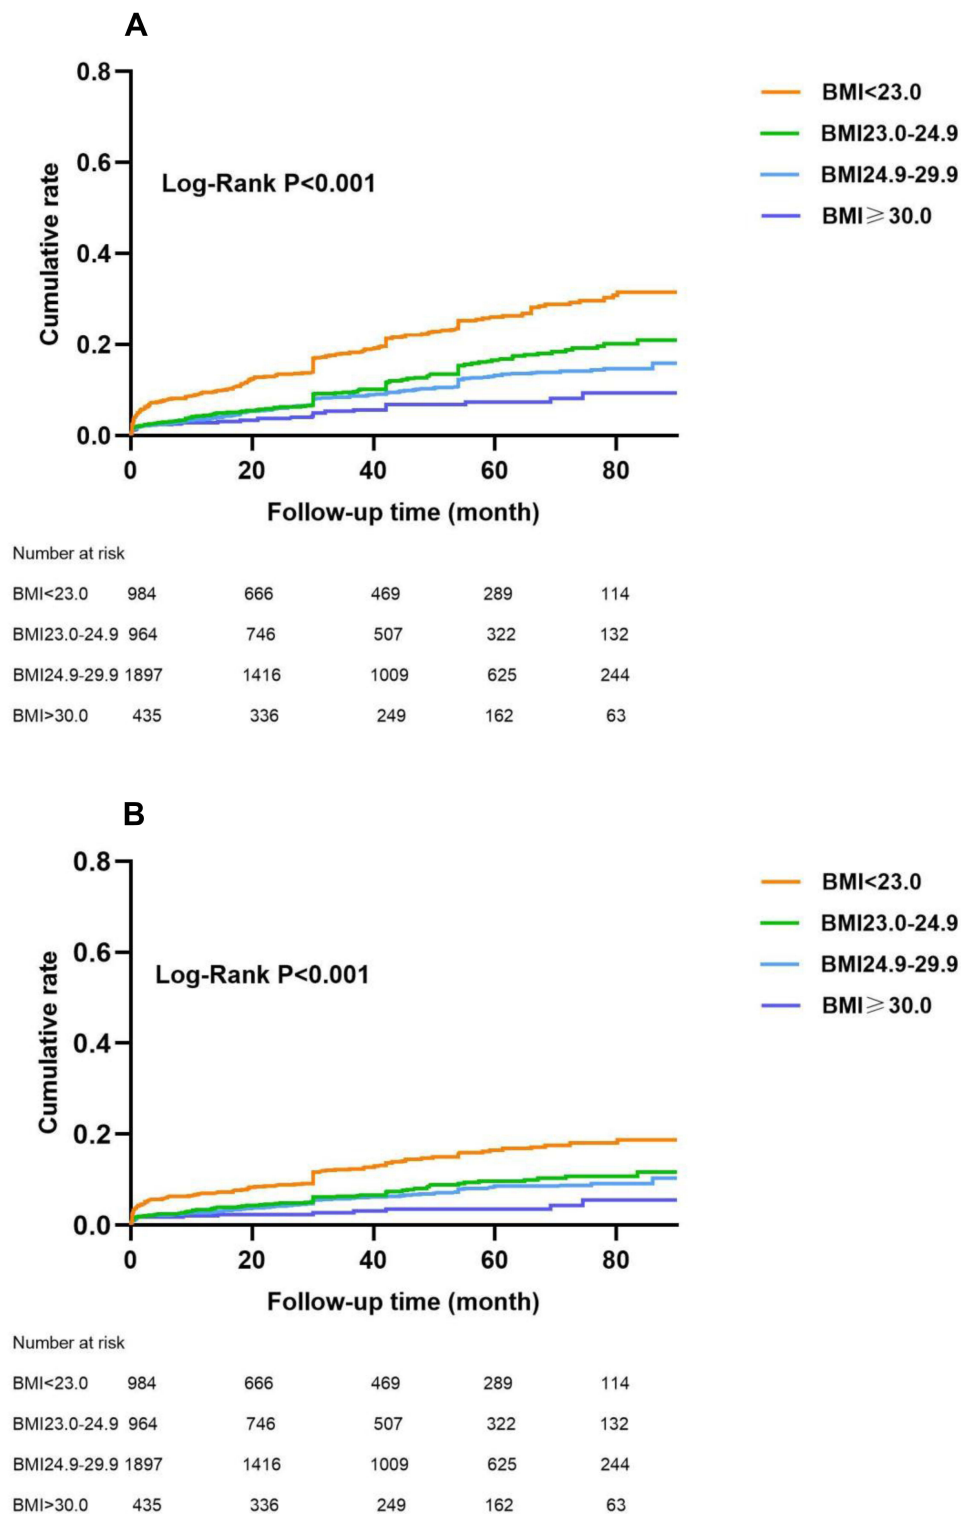 A
0.8
0.6
0.4
0.2
0.0
Cumulative rate
Log-Rank P<0.001
BMI<23.0
BMI23.0-24.9
BMI24.9-29.9
BMI≥30.0
0 20 40 60 80
Follow-up time (month)
Number at risk
BMI<23.0 984 666 469 289 114
BMI23.0-24.9 964 746 507 322 132
BMI24.9-29.9 1897 1416 1009 625 244
BMI>30.0 435 336 249 162 63
B
0.8
0.6
0.4
0.2
0.0
Cumulative rate
Log-Rank P<0.001
BMI<23.0
BMI23.0-24.9
BMI24.9-29.9
BMI≥30.0
0 20 40 60 80
Follow-up time (month)
Number at risk
BMI<23.0 984 666 469 289 114
BMI23.0-24.9 964 746 507 322 132
BMI24.9-29.9 1897 1416 1009 625 244
BMI>30.0 435 336 249 162 63